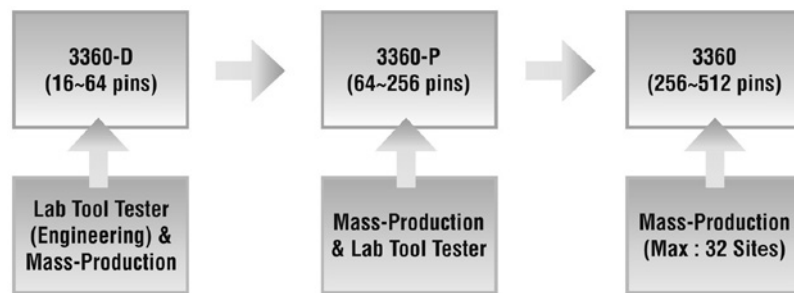 3360-D
(16~64 pins)
3360-P
(64~256 pins)
3360
(256~512 pins)
Lab Tool Tester
(Engineering) &
Mass-Production
Mass-Production
& Lab Tool Tester
Mass-Production
(Max : 32 Sites)